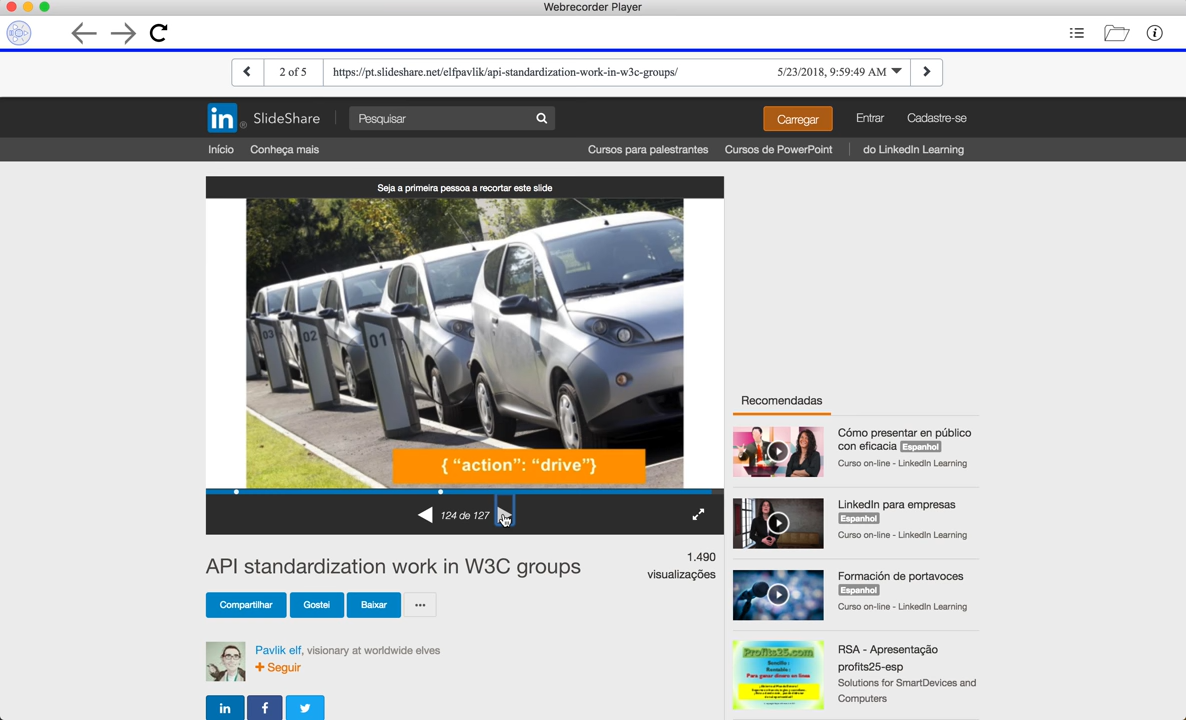 Webrecorder Player
2 of 5
https://pt.slideshare.net/elfpavlik/api-standardization-work-in-w3c-groups/
5/23/2018, 9:59:49 AM
in ® SlideShare
Pesquisar
Carregar
Entrar
Cadastre-se
Início
Conheça mais
Cursos para palestrantes
Cursos de PowerPoint
do LinkedIn Learning
Seja a primeira pessoa a recortar este slide
03
02
01
{ “action”: “drive”}
124 de 127
API standardization work in W3C groups
1.490
visualizações
Compartilhar
Gostei
Baixar
...
Pavlik elf, visionary at worldwide elves
+ Seguir
in
f
Recomendadas
Cómo presentar en público
con eficacia Espanhol
Curso on-line - LinkedIn Learning
LinkedIn para empresas
Espanhol
Curso on-line - LinkedIn Learning
Formación de portavoces
Espanhol
Curso on-line - LinkedIn Learning
Profits25.com
RSA - Apresentação
profits25-esp
Solutions for SmartDevices and
Computers